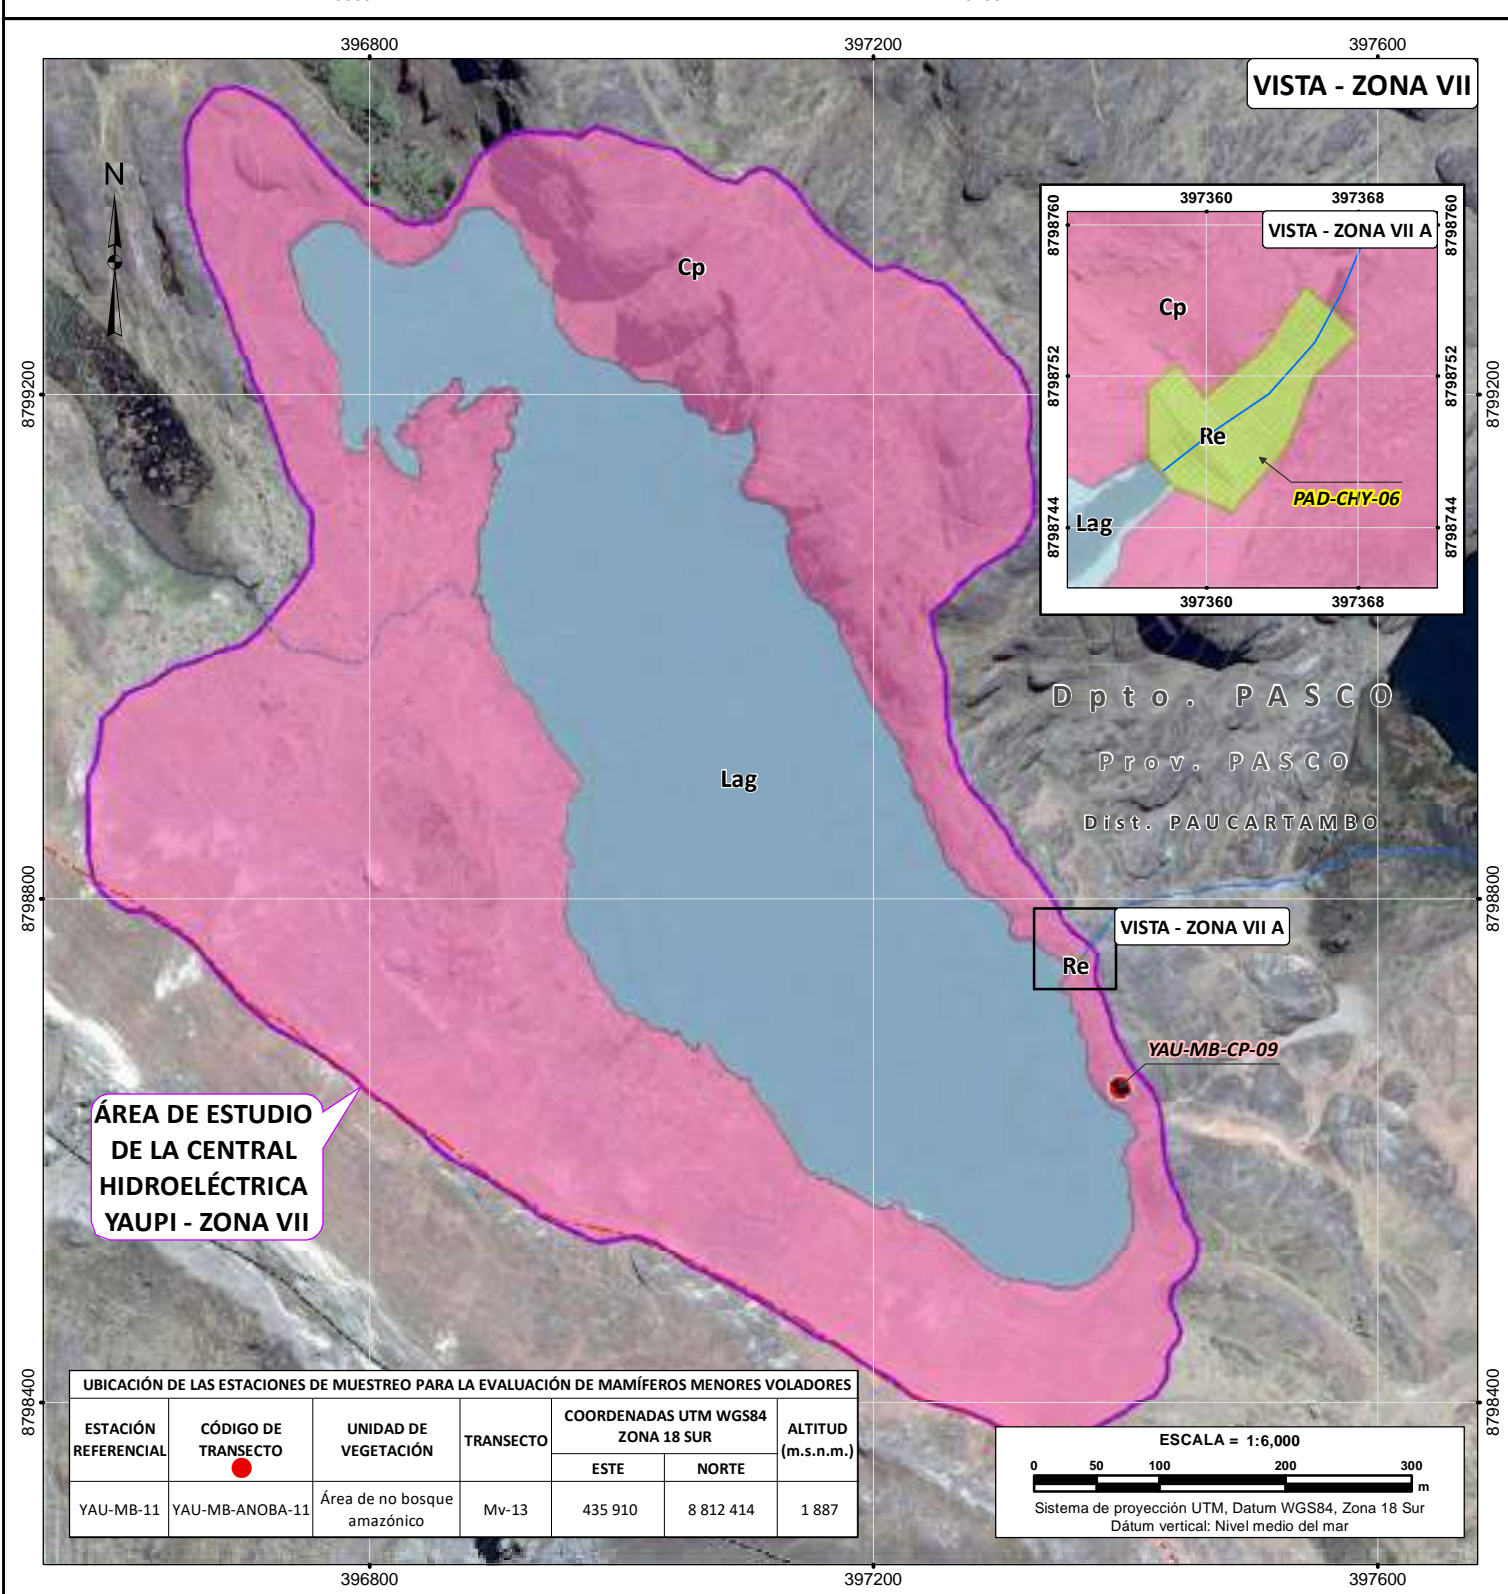 396800
397200
397600
VISTA - ZONA VII
N
397360
397368
8798760
8798760
VISTA - ZONA VII A
Cp
Cp
8798752
8798752
Re
PAD-CHY-06
8798744
8798744
Lag
397360
397368
8799200
8799200
Dpto. PASCO
Prov. PASCO
Dist. PAUCARTAMBO
Lag
8798800
8798800
VISTA - ZONA VII A
Re
YAU-MB-CP-09
ÁREA DE ESTUDIO
DE LA CENTRAL
HIDROELÉCTRICA
YAUPI - ZONA VII
8798400
8798400
UBICACIÓN DE LAS ESTACIONES DE MUESTREO PARA LA EVALUACIÓN DE MAMÍFEROS MENORES VOLADORES
ESTACIÓN REFERENCIAL
CÓDIGO DE TRANSECTO
UNIDAD DE VEGETACIÓN
TRANSECTO
COORDENADAS UTM WGS84 ZONA 18 SUR
ESTE
NORTE
ALTITUD (m.s.n.m.)
YAU-MB-11
YAU-MB-ANOBA-11
Área de no bosque amazónico
Mv-13
435 910
8 812 414
1 887
ESCALA = 1:6,000
0 50 100 200 300
m
Sistema de proyección UTM, Datum WGS84, Zona 18 Sur
Dátum vertical: Nivel medio del mar
396800
397200
397600